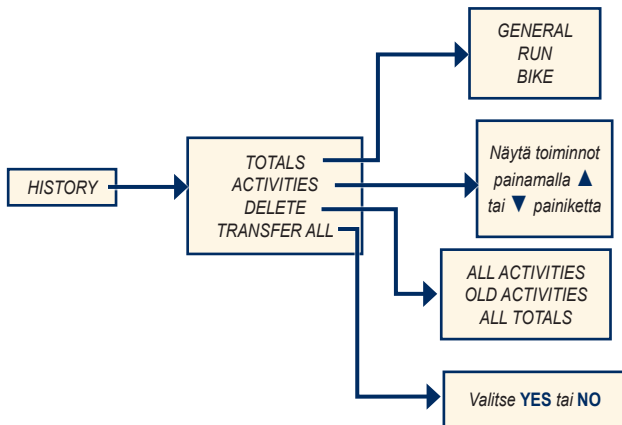 HISTORY
TOTALS
ACTIVITIES
DELETE
TRANSFER ALL
GENERAL
RUN
BIKE
Näytä toiminnot
painamalla ▲
tai ▼ painiketta
ALL ACTIVITIES
OLD ACTIVITIES
ALL TOTALS
Valitse YES tai NO